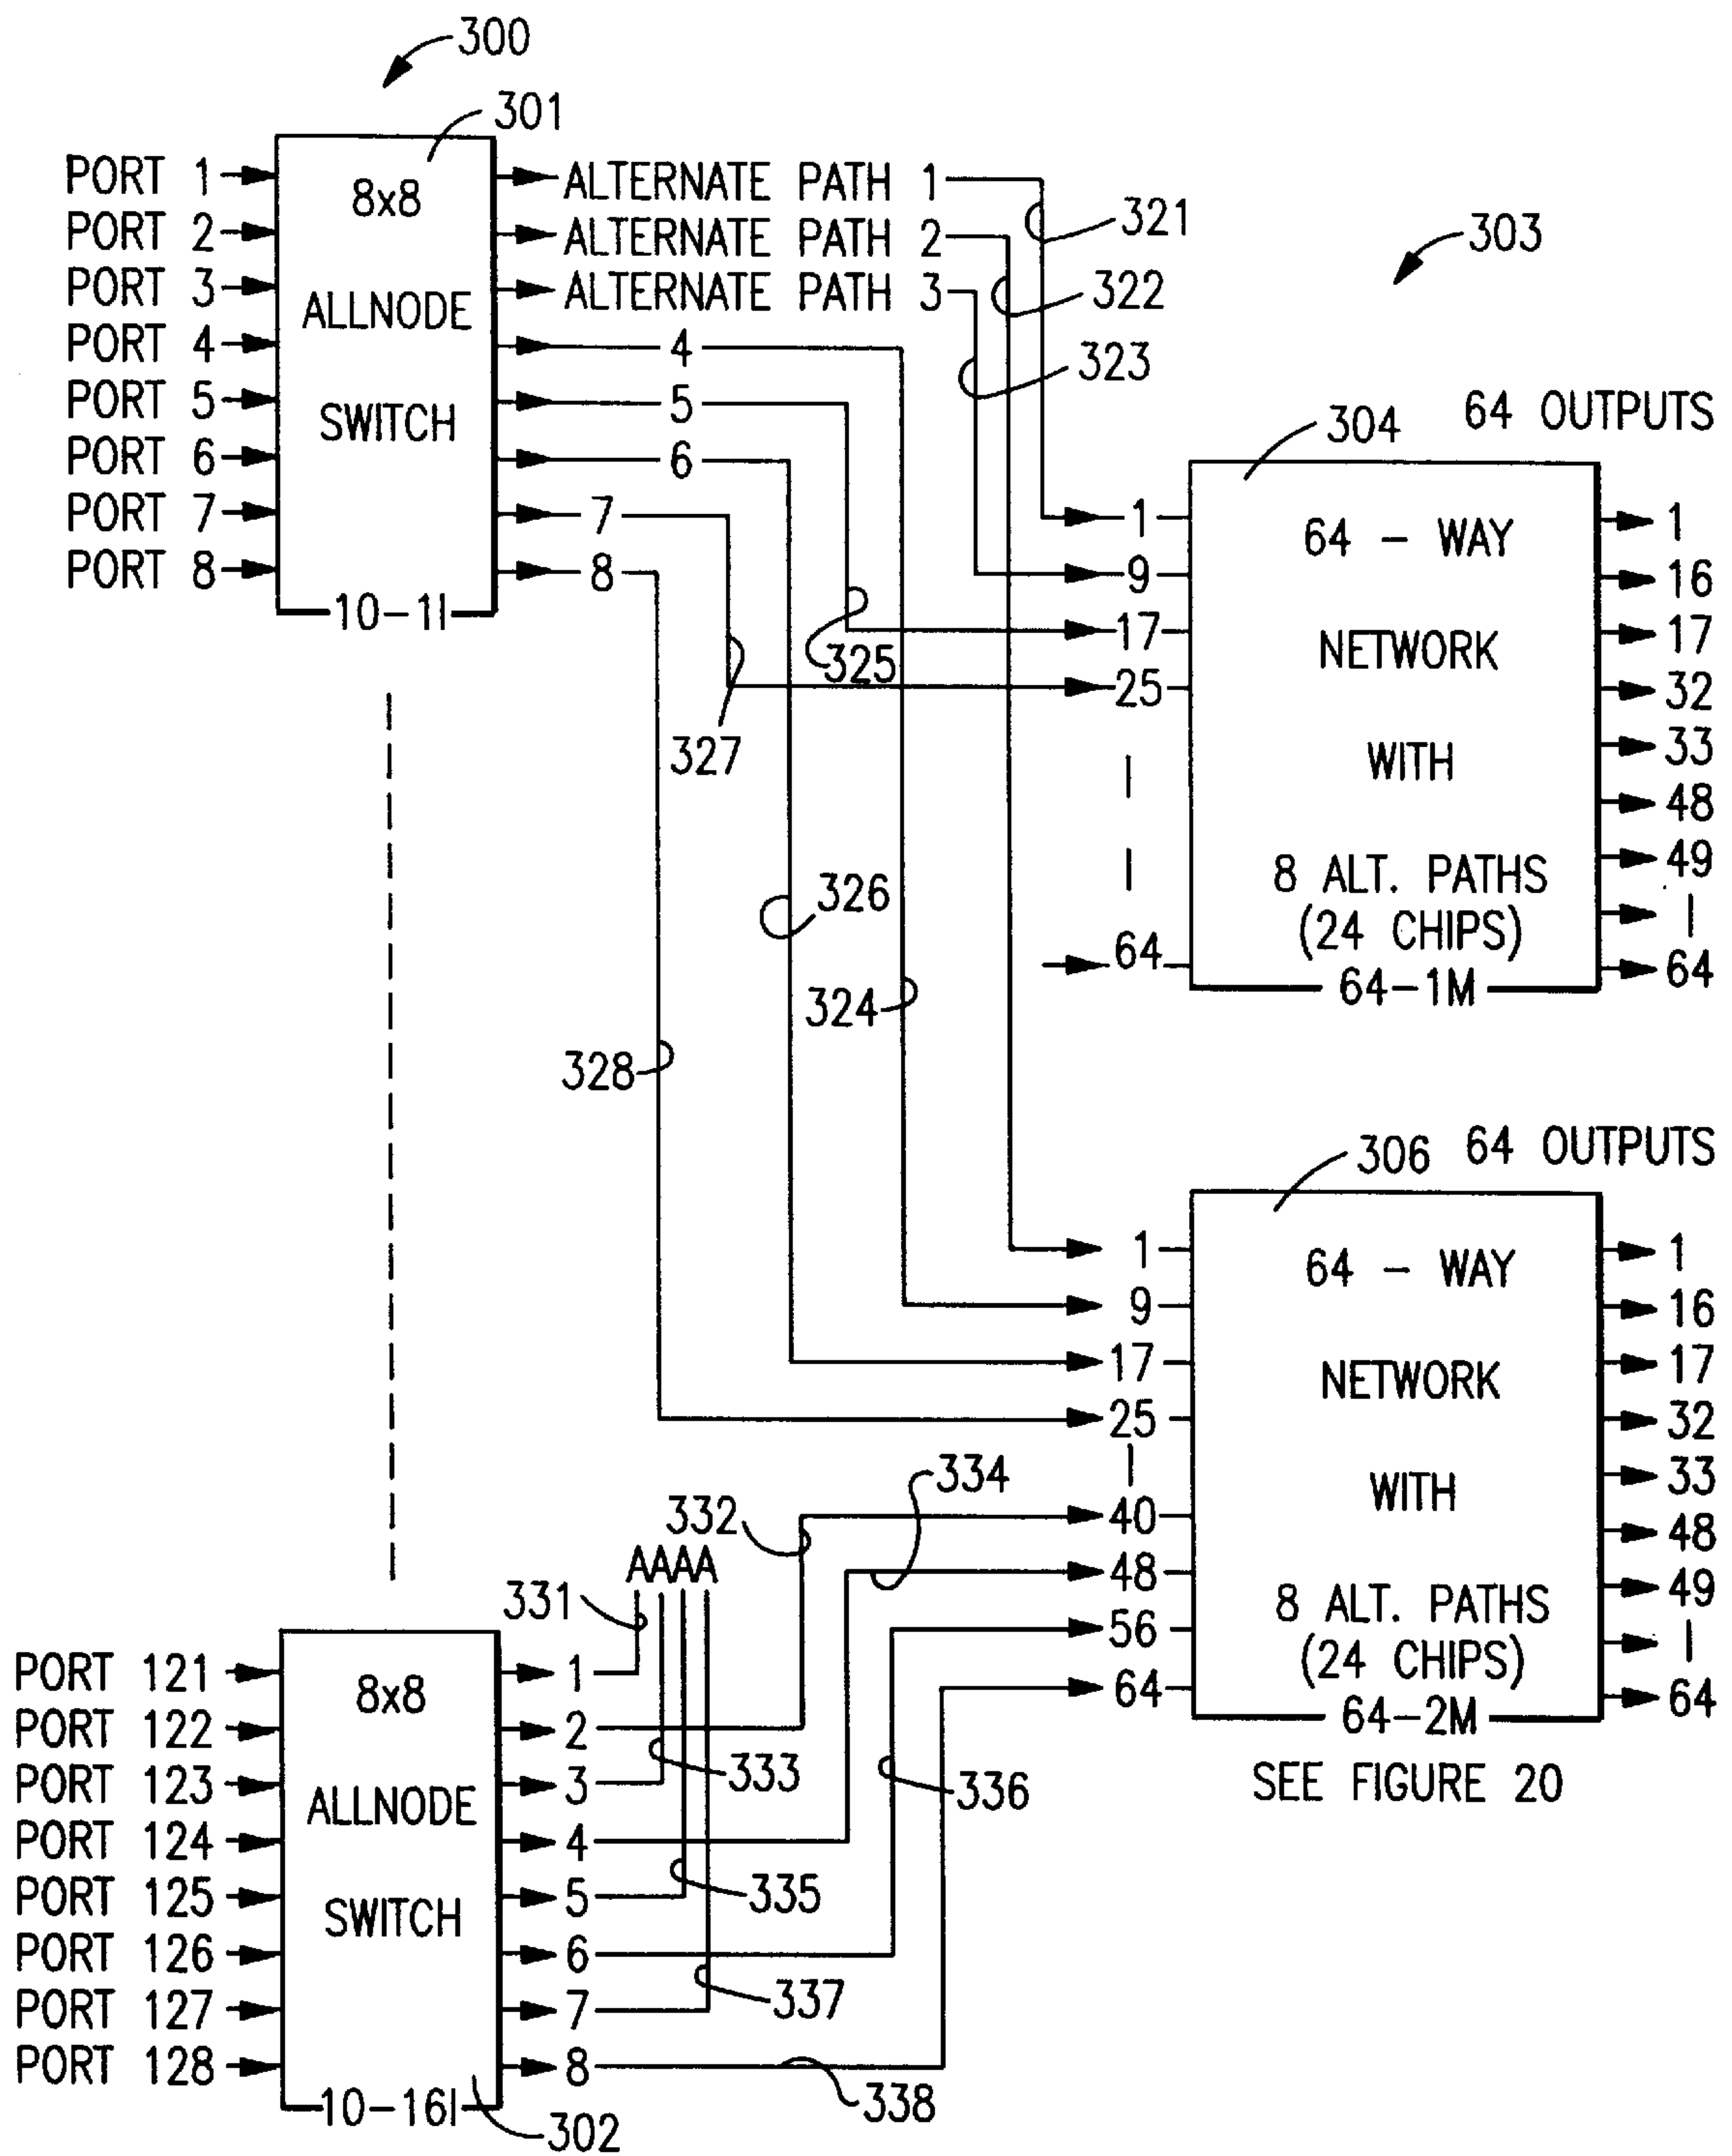 300
301
PORT 1
PORT 2
PORT 3
PORT 4
PORT 5
PORT 6
PORT 7
PORT 8
8x8
ALLNODE
SWITCH
10-1I
ALTERNATE PATH 1
ALTERNATE PATH 2
ALTERNATE PATH 3
4
5
6
7
8
321
322
323
303
325
327
326
324
328
304
64 OUTPUTS
1
9
17
25
64
64 - WAY
NETWORK
WITH
8 ALT. PATHS
(24 CHIPS)
64-1M
1
16
17
32
33
48
49
64
306
64 OUTPUTS
1
9
17
25
40
48
56
64
64 - WAY
NETWORK
WITH
8 ALT. PATHS
(24 CHIPS)
64-2M
1
16
17
32
33
48
49
64
SEE FIGURE 20
334
332
AAAA
331
PORT 121
PORT 122
PORT 123
PORT 124
PORT 125
PORT 126
PORT 127
PORT 128
8x8
ALLNODE
SWITCH
10-16I
302
1
2
3
4
5
6
7
8
333
336
335
337
338